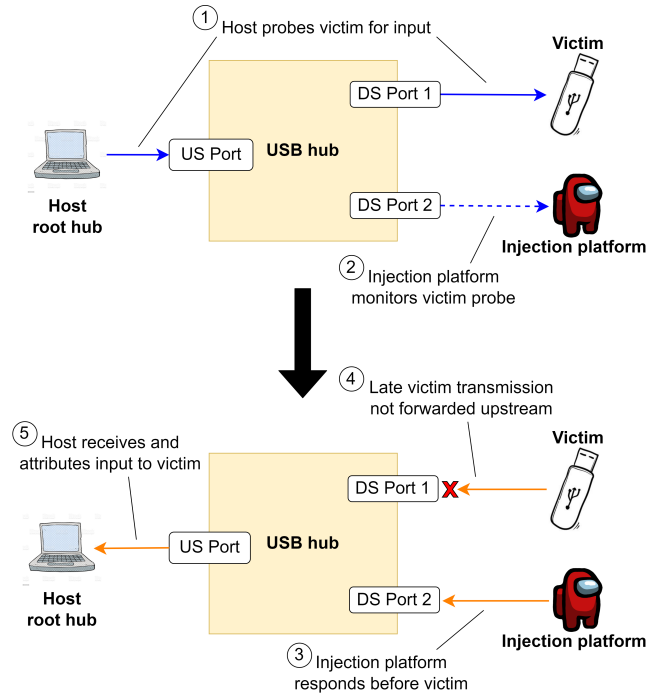 ① Host probes victim for input
Victim
DS Port 1
US Port
USB hub
Host
root hub
DS Port 2
Injection platform
② Injection platform
monitors victim probe
④ Late victim transmission
not forwarded upstream
⑤ Host receives and
attributes input to victim
Victim
DS Port 1
X
US Port
USB hub
Host
root hub
DS Port 2
Injection platform
③ Injection platform
responds before victim